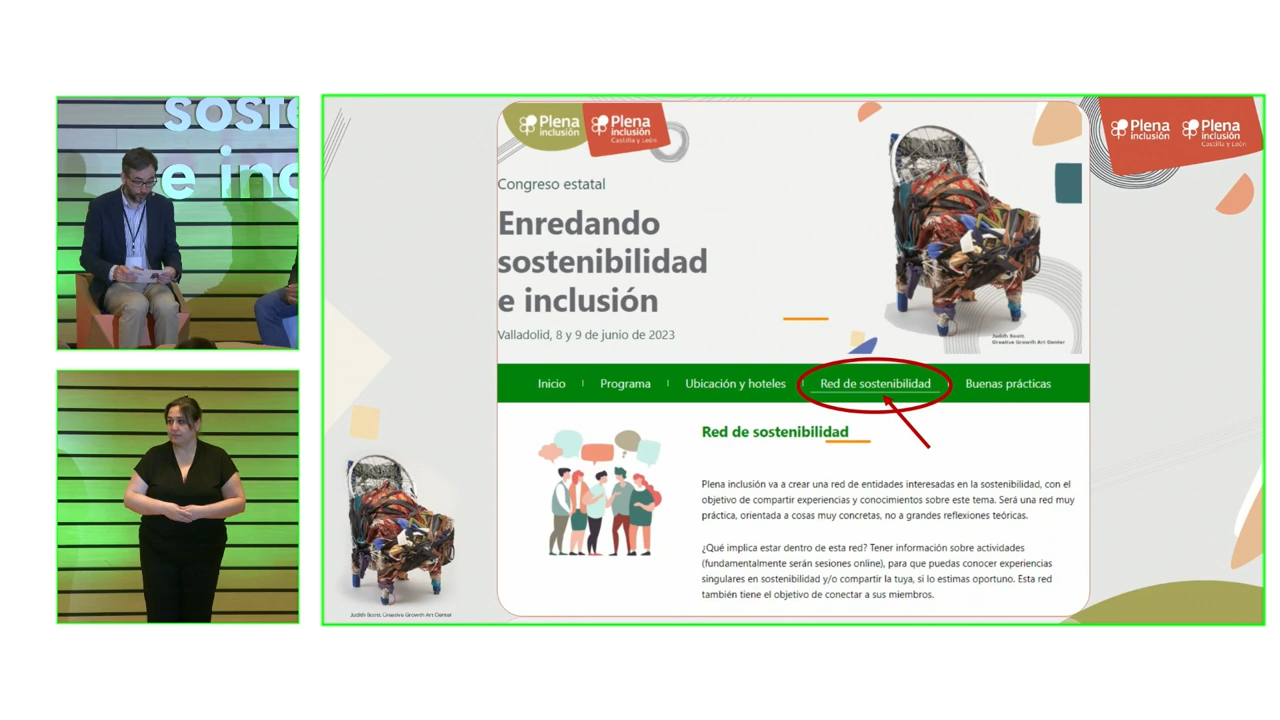 soste
e inc
Plena
inclusión
Plena
inclusión
Castilla y León
Plena
inclusión
Plena
inclusión
Castilla y León
Congreso estatal
Enredando
sostenibilidad
e inclusión
Valladolid, 8 y 9 de junio de 2023
Judith Scott,
Creative Growth Art Center
Inicio
Programa
Ubicación y hoteles
Red de sostenibilidad
Buenas prácticas
Red de sostenibilidad
Plena inclusión va a crear una red de entidades interesadas en la sostenibilidad, con el
objetivo de compartir experiencias y conocimientos sobre este tema. Será una red muy
práctica, orientada a cosas muy concretas, no a grandes reflexiones teóricas.
¿Qué implica estar dentro de esta red? Tener información sobre actividades
(fundamentalmente serán sesiones online), para que puedas conocer experiencias
singulares en sostenibilidad y/o compartir la tuya, si lo estimas oportuno. Esta red
también tiene el objetivo de conectar a sus miembros.
Judith Scott, Creative Growth Art Center